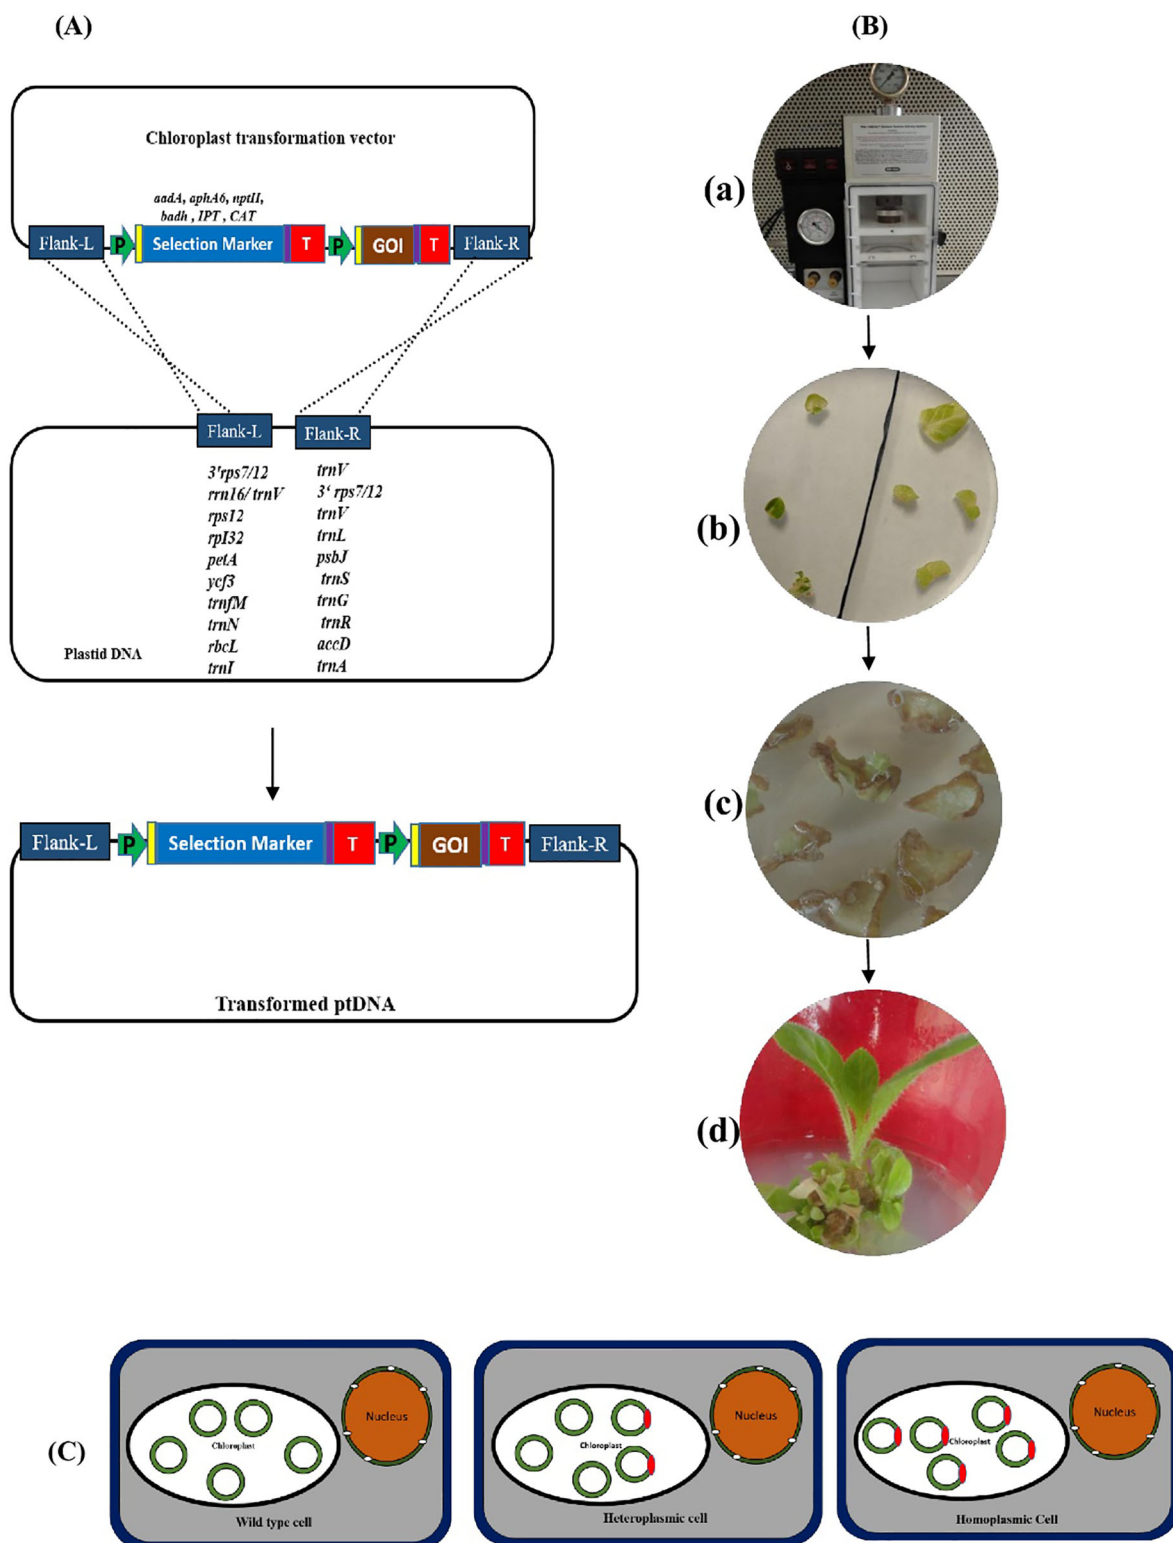 (A)
Chloroplast transformation vector
aadA, aphA6, nptII,
badh , IPT , CAT
Flank-L P Selection Marker T P GOI T Flank-R
Flank-L Flank-R
3'rps7/12 trnV
rrn16/ trnV 3‘ rps7/12
rps12 trnV
rpI32 trnL
petA psbJ
ycf3 trnS
trnfM trnG
trnN trnR
rbcL accD
trnI trnA
Plastid DNA
Flank-L P Selection Marker T P GOI T Flank-R
Transformed ptDNA
(B)
(a)
(b)
(c)
(d)
(C)
Chloroplast
Nucleus
Wild type cell
Chloroplast
Nucleus
Heteroplasmic cell
Chloroplast
Nucleus
Homoplasmic Cell